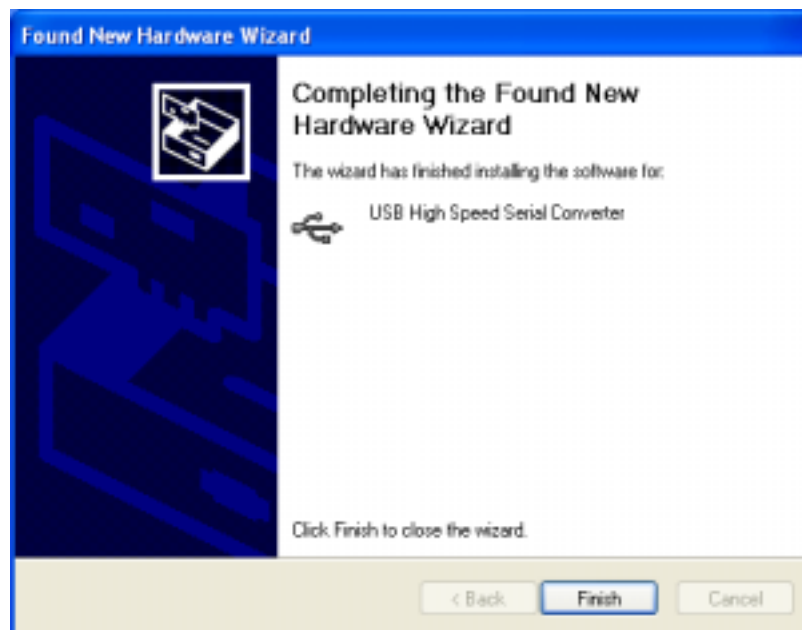 Found New Hardware Wizard
Completing the Found New
Hardware Wizard
The wizard has finished installing the software for:
USB High Speed Serial Converter
Click Finish to close the wizard.
< Back
Finish
Cancel